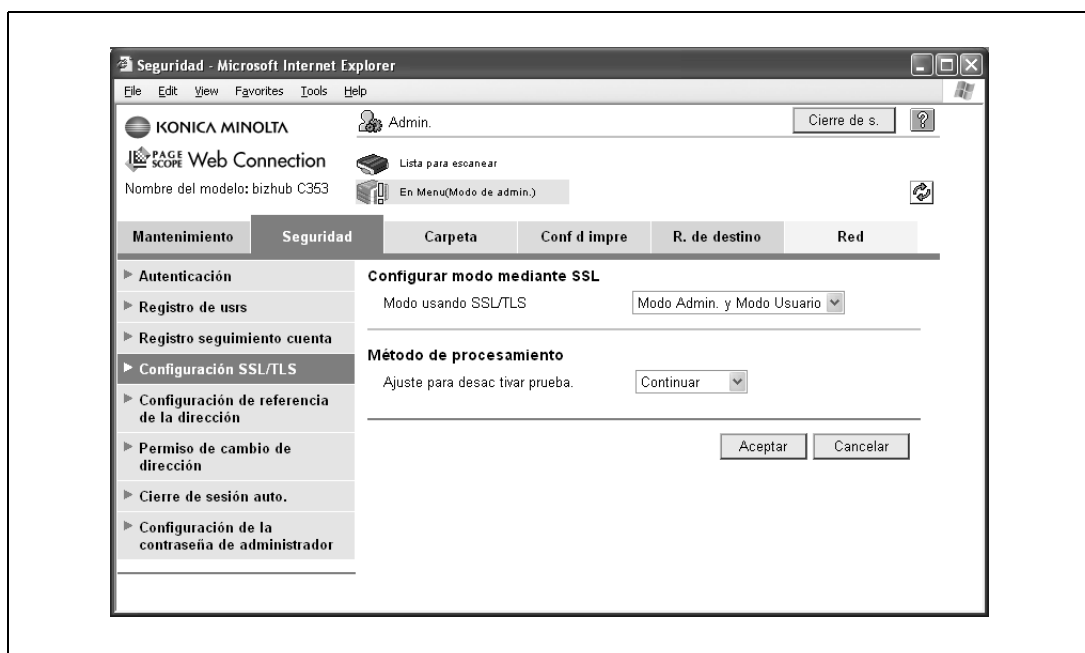 Seguridad - Microsoft Internet Explorer
File Edit View Favorites Tools Help
KONICA MINOLTA
Admin.
Cierre de s.
?
PAGE SCOPE Web Connection
Lista para escanear
Nombre del modelo: bizhub C353
En Menu(Modo de admin.)
Mantenimiento Seguridad Carpeta Conf d impre R. de destino Red
Autenticación
Registro de usrs
Registro seguimiento cuenta
Configuración SSL/TLS
Configuración de referencia
de la dirección
Permiso de cambio de
dirección
Cierre de sesión auto.
Configuración de la
contraseña de administrador
Configurar modo mediante SSL
Modo usando SSL/TLS Modo Admin. y Modo Usuario
Método de procesamiento
Ajuste para desac tivar prueba. Continuar
Aceptar Cancelar